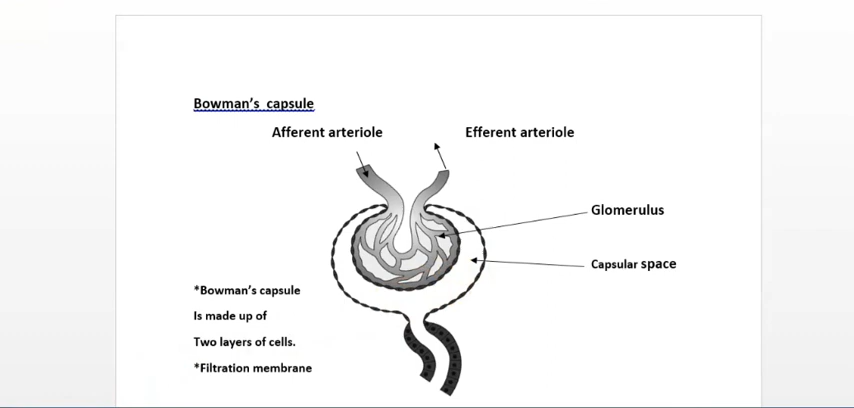 Bowman's capsule
Afferent arteriole
Efferent arteriole
Glomerulus
Capsular space
*Bowman's capsule
Is made up of
Two layers of cells.
*Filtration membrane